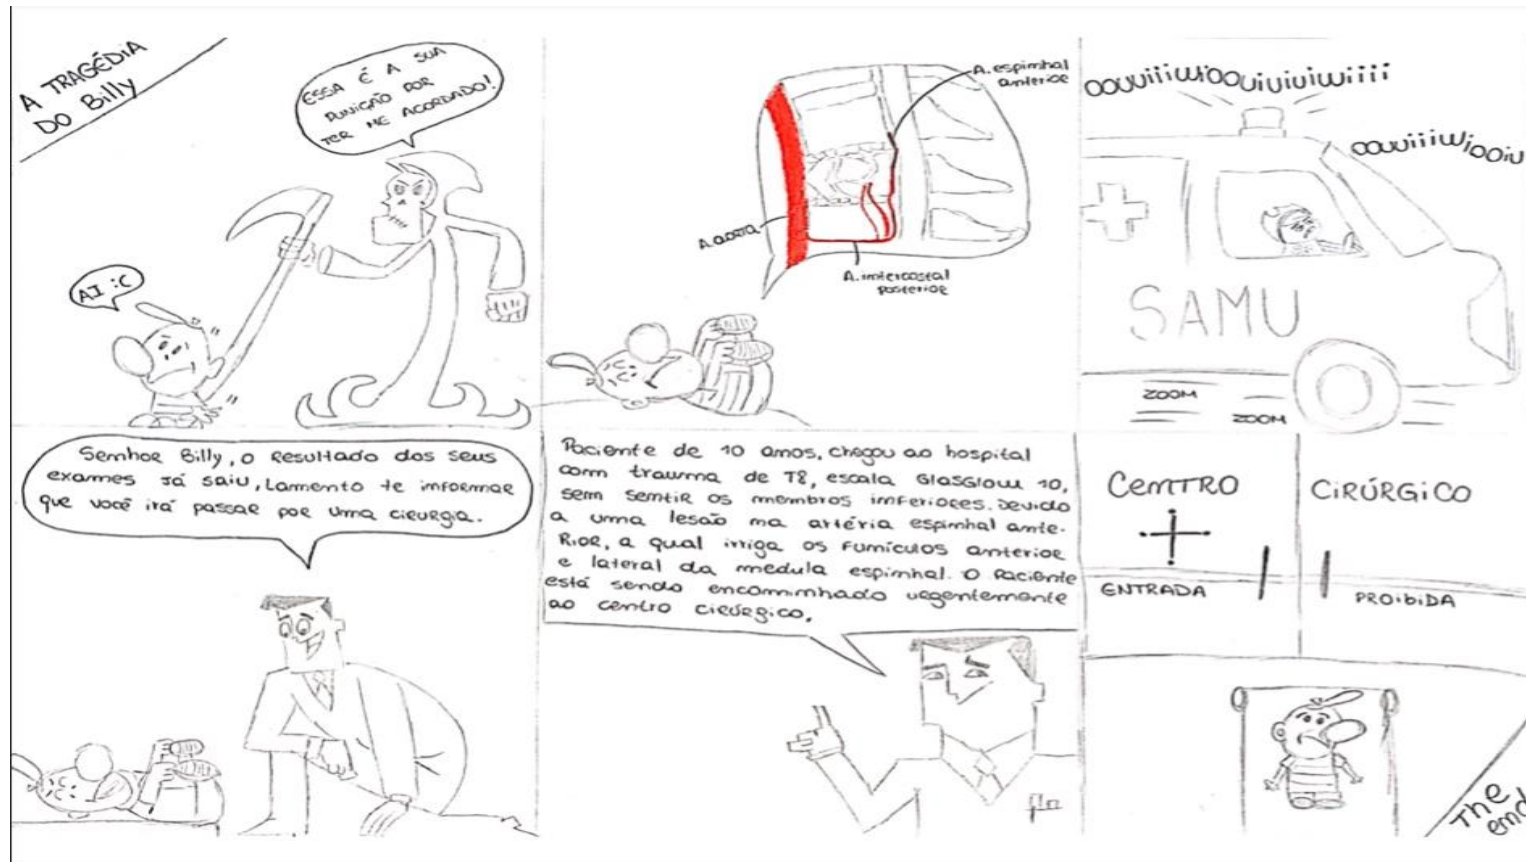 A TRAGÉDIA
DO Billy
ESSA É A SUA
PUNIÇÃO POR
TER ME ACORDADO!
AI :C
A. espinhal
anterior
A. aorta
A. intercostal
posterior
oouuiiiuiioouiuiuiuiiiii
oouuiiiuiiooiu
SAMU
ZOOM
ZOOM
Senhor Billy, o resultado dos seus
exames já saiu, Lamento te informar
que você irá passar por uma cirurgia.
Paciente de 10 anos, chegou ao hospital
com trauma de T8, escala Glasglow 10,
sem sentir os membros inferiores. Devido
a uma lesão na artéria espinhal ante-
rior, a qual irriga os funículos anterior
e lateral da medula espinhal. O paciente
está sendo encaminhado urgentemente
ao centro cirúrgico.
CENTRO CIRÚRGICO
ENTRADA PROIBIDA
The
end